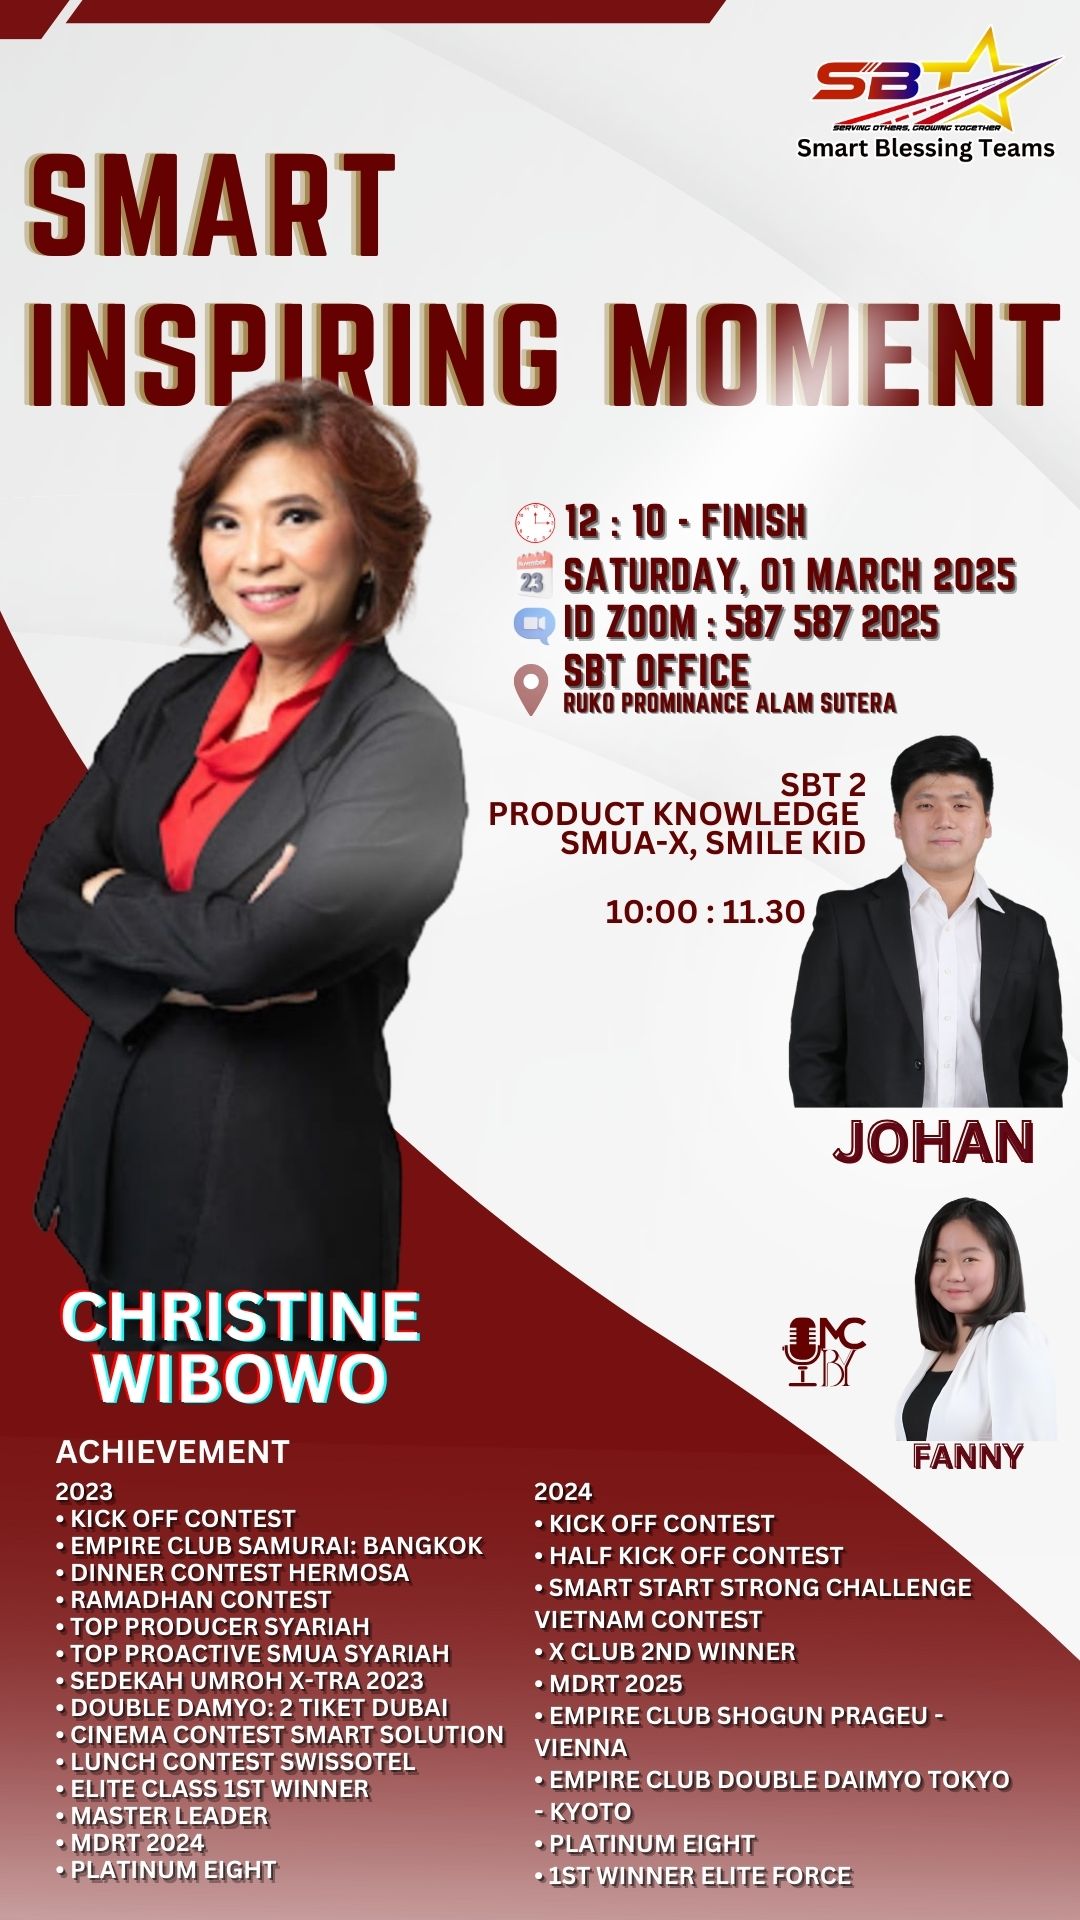 SBT
SERVING OTHERS, GROWING TOGETHER
Smart Blessing Teams
SMART
INSPIRING MOMENT
12 : 10 - FINISH
November
23
SATURDAY, 01 MARCH 2025
ID ZOOM : 587 587 2025
SBT OFFICE
RUKO PROMINANCE ALAM SUTERA
SBT 2
PRODUCT KNOWLEDGE
SMUA-X, SMILE KID
10:00 : 11.30
JOHAN
MC
BY
FANNY
CHRISTINE
WIBOWO
ACHIEVEMENT
2023
• KICK OFF CONTEST
• EMPIRE CLUB SAMURAI: BANGKOK
• DINNER CONTEST HERMOSA
• RAMADHAN CONTEST
• TOP PRODUCER SYARIAH
• TOP PROACTIVE SMUA SYARIAH
• SEDEKAH UMROH X-TRA 2023
• DOUBLE DAMYO: 2 TIKET DUBAI
• CINEMA CONTEST SMART SOLUTION
• LUNCH CONTEST SWISSOTEL
• ELITE CLASS 1ST WINNER
• MASTER LEADER
• MDRT 2024
• PLATINUM EIGHT
2024
• KICK OFF CONTEST
• HALF KICK OFF CONTEST
• SMART START STRONG CHALLENGE
VIETNAM CONTEST
• X CLUB 2ND WINNER
• MDRT 2025
• EMPIRE CLUB SHOGUN PRAGEU -
VIENNA
• EMPIRE CLUB DOUBLE DAIMYO TOKYO
- KYOTO
• PLATINUM EIGHT
• 1ST WINNER ELITE FORCE